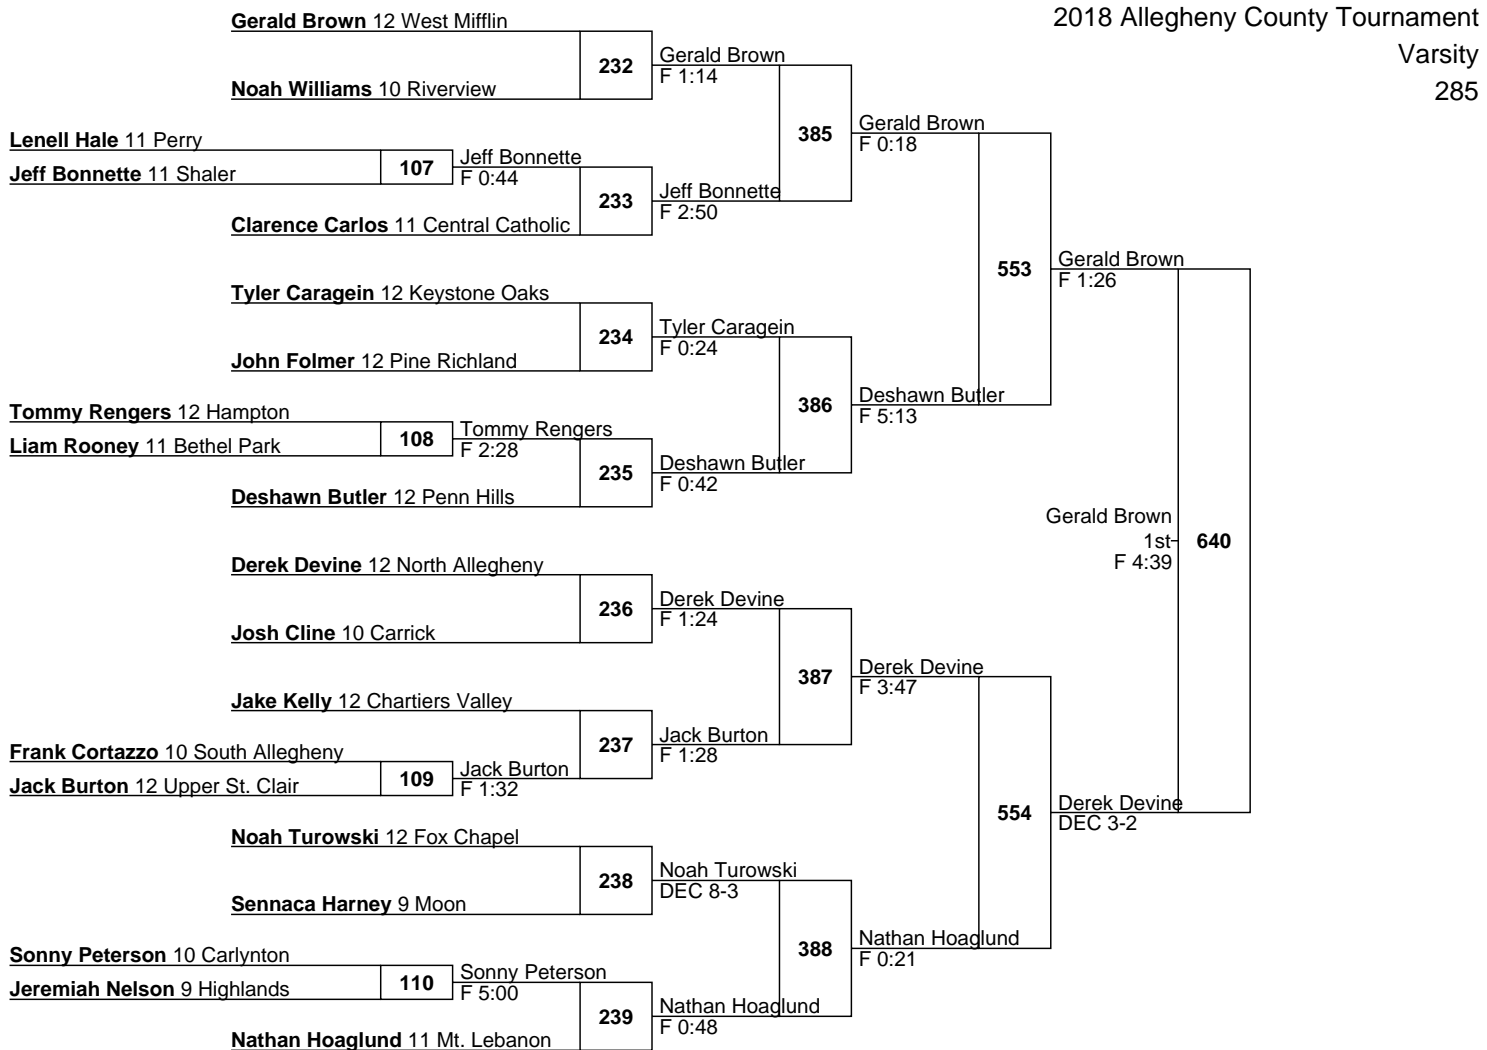 2018 Allegheny County Tournament
Varsity
285
Gerald Brown 12 West Mifflin
232
Gerald Brown
F 1:14
Noah Williams 10 Riverview
385
Gerald Brown
F 0:18
Lenell Hale 11 Perry
107
Jeff Bonnette
F 0:44
Jeff Bonnette 11 Shaler
233
Jeff Bonnette
F 2:50
Clarence Carlos 11 Central Catholic
553
Gerald Brown
F 1:26
Tyler Caragein 12 Keystone Oaks
234
Tyler Caragein
F 0:24
John Folmer 12 Pine Richland
386
Deshawn Butler
F 5:13
Tommy Rengers 12 Hampton
108
Tommy Rengers
F 2:28
Liam Rooney 11 Bethel Park
235
Deshawn Butler
F 0:42
Deshawn Butler 12 Penn Hills
Gerald Brown
1st
F 4:39
640
Derek Devine 12 North Allegheny
236
Derek Devine
F 1:24
Josh Cline 10 Carrick
387
Derek Devine
F 3:47
Jake Kelly 12 Chartiers Valley
237
Jack Burton
F 1:28
Frank Cortazzo 10 South Allegheny
109
Jack Burton
F 1:32
Jack Burton 12 Upper St. Clair
554
Derek Devine
DEC 3-2
Noah Turowski 12 Fox Chapel
238
Noah Turowski
DEC 8-3
Sennaca Harney 9 Moon
388
Nathan Hoaglund
F 0:21
Sonny Peterson 10 Carlynton
110
Sonny Peterson
F 5:00
Jeremiah Nelson 9 Highlands
239
Nathan Hoaglund
F 0:48
Nathan Hoaglund 11 Mt. Lebanon